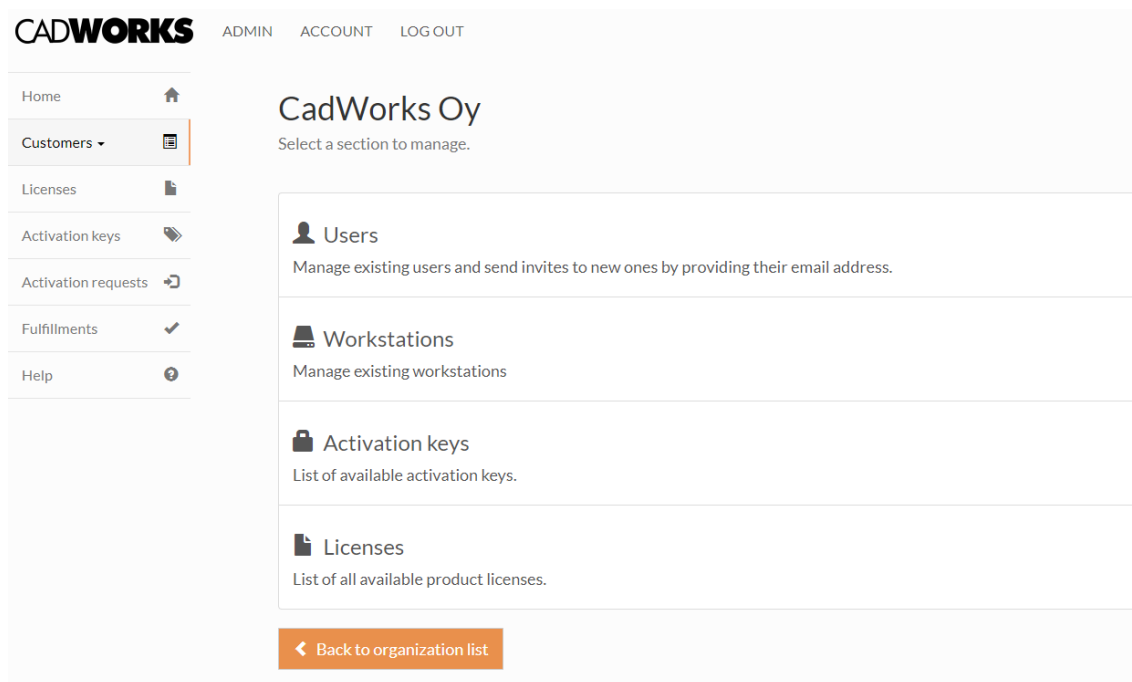 CADWORKS ADMIN ACCOUNT LOG OUT
Home
Customers
Licenses
Activation keys
Activation requests
Fulfillments
Help
CadWorks Oy
Select a section to manage.
Users
Manage existing users and send invites to new ones by providing their email address.
Workstations
Manage existing workstations
Activation keys
List of available activation keys.
Licenses
List of all available product licenses.
Back to organization list